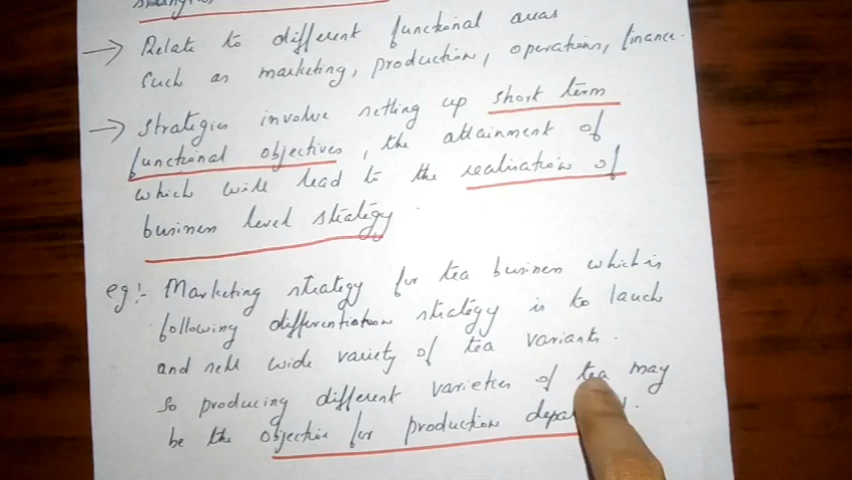 → Relate to different functional areas
such as marketing, production, operations, finance.
→ Strategies involve setting up short term
functional objectives, the attainment of
which will lead to the realisation of
business level strategy
eg:- Marketing strategy for tea business which is
following differentiation strategy is to lauch
and sell wide variety of tea variants.
So producing different varieties of tea may
be the objective for production